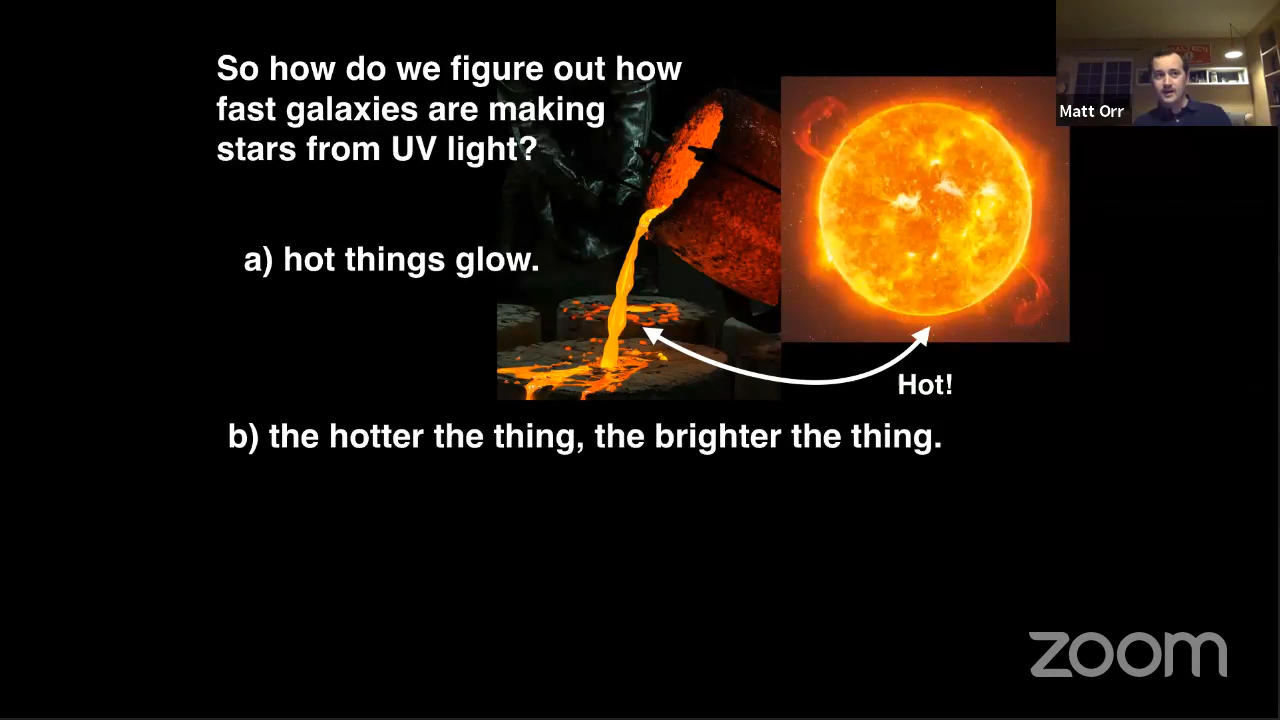 So how do we figure out how
fast galaxies are making
stars from UV light?
Matt Orr
a) hot things glow.
Hot!
b) the hotter the thing, the brighter the thing.
zoom